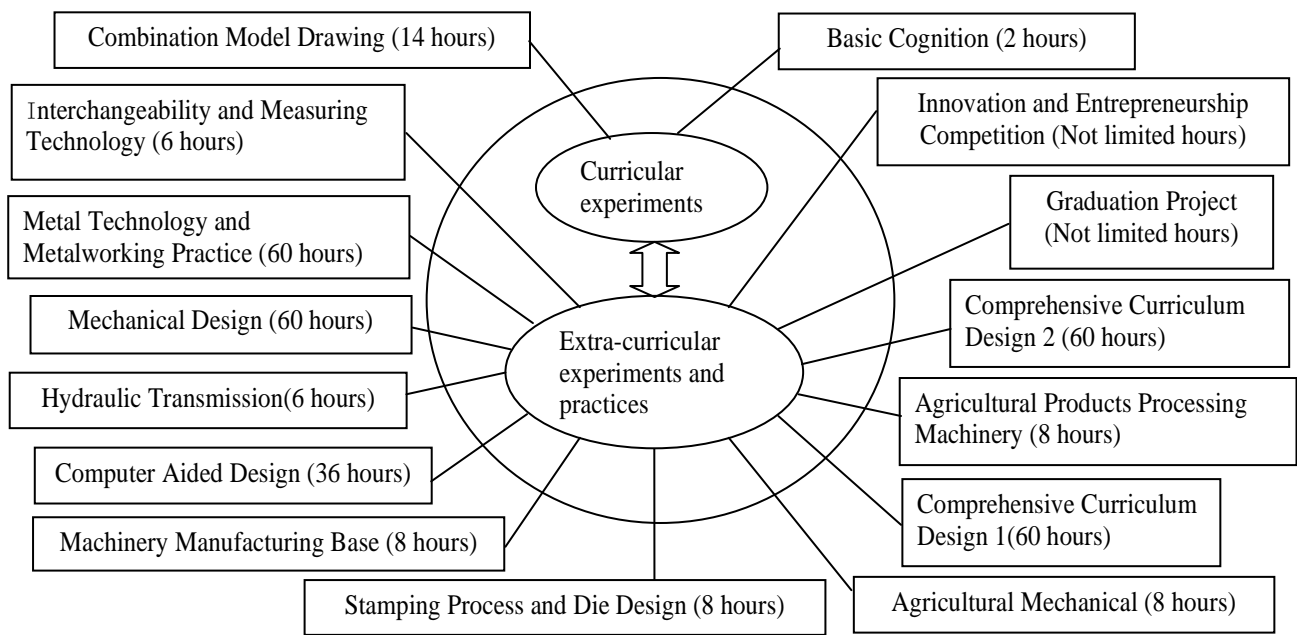 Combination Model Drawing (14 hours)
Basic Cognition (2 hours)
Interchangeability and Measuring
Technology (6 hours)
Innovation and Entrepreneurship
Competition (Not limited hours)
Curricular
experiments
Metal Technology and
Metalworking Practice (60 hours)
Graduation Project
(Not limited hours)
Mechanical Design (60 hours)
Comprehensive Curriculum
Design 2 (60 hours)
Extra-curricular
experiments and
practices
Hydraulic Transmission(6 hours)
Agricultural Products Processing
Machinery (8 hours)
Computer Aided Design (36 hours)
Comprehensive Curriculum
Design 1(60 hours)
Machinery Manufacturing Base (8 hours)
Stamping Process and Die Design (8 hours)
Agricultural Mechanical (8 hours)